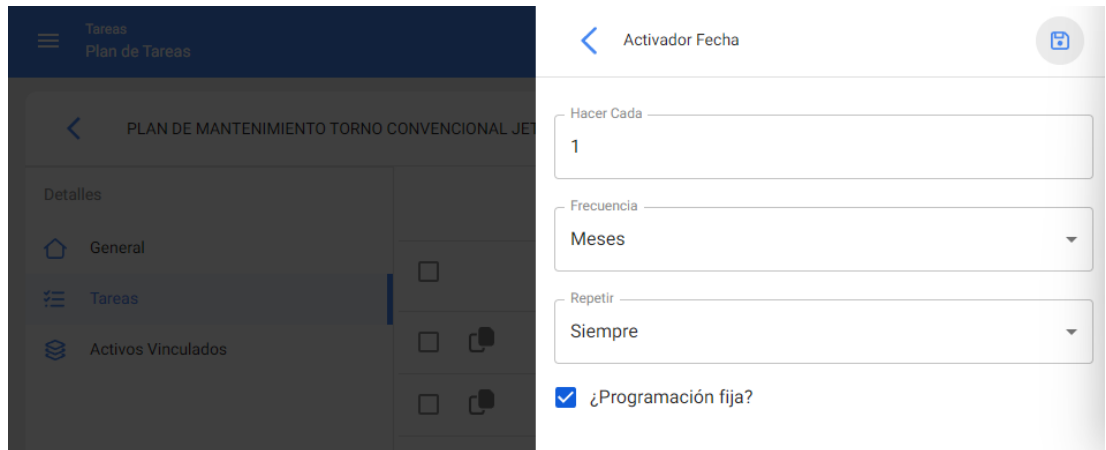 Tareas
Plan de Tareas
PLAN DE MANTENIMIENTO TORNO CONVENCIONAL JET
Detalles
General
Tareas
Activos Vinculados
Activador Fecha
Hacer Cada
1
Frecuencia
Meses
Repetir
Siempre
¿Programación fija?